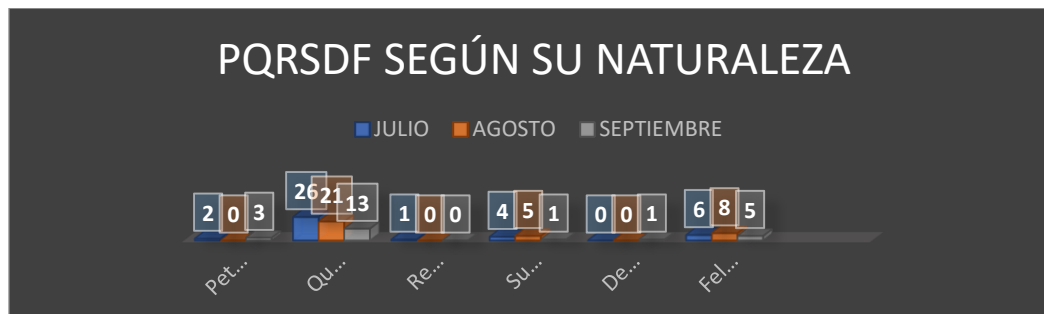 PQRSDF SEGÚN SU NATURALEZA
JULIO AGOSTO SEPTIEMBRE
2 0 3 26 21 13 1 0 0 4 5 1 0 0 1 6 8 5
Pet... Qu... Re... Su... De... Fel...